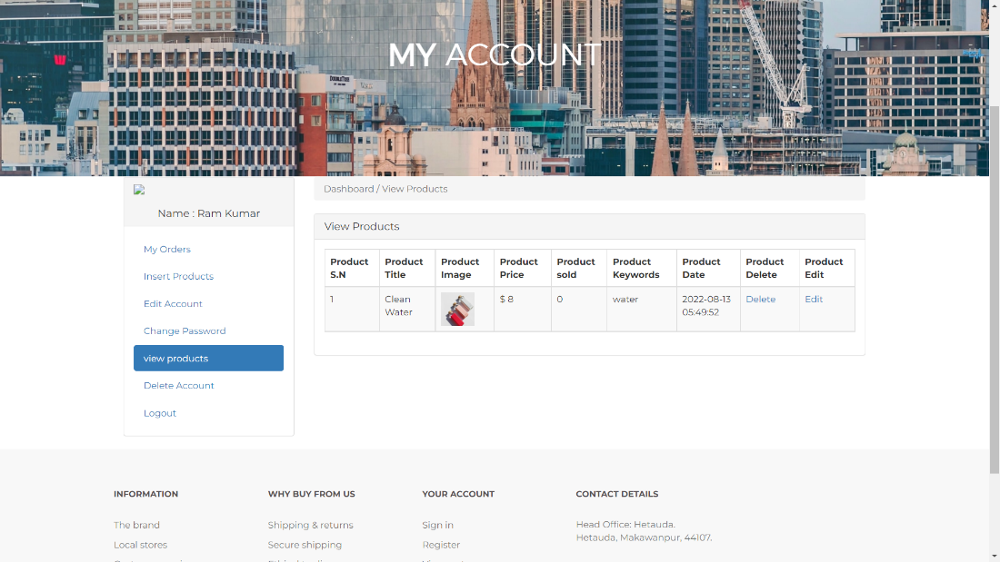 DOUBLETREE
MY ACCOUNT
Dashboard / View Products
Name : Ram Kumar
My Orders
Insert Products
Edit Account
Change Password
view products
Delete Account
Logout
View Products
Product S.N
Product Title
Product Image
Product Price
Product sold
Product Keywords
Product Date
Product Delete
Product Edit
1
Clean Water
$ 8
0
water
2022-08-13 05:49:52
Delete
Edit
INFORMATION
The brand
Local stores
WHY BUY FROM US
Shipping & returns
Secure shipping
YOUR ACCOUNT
Sign in
Register
CONTACT DETAILS
Head Office: Hetauda.
Hetauda, Makawanpur, 44107.